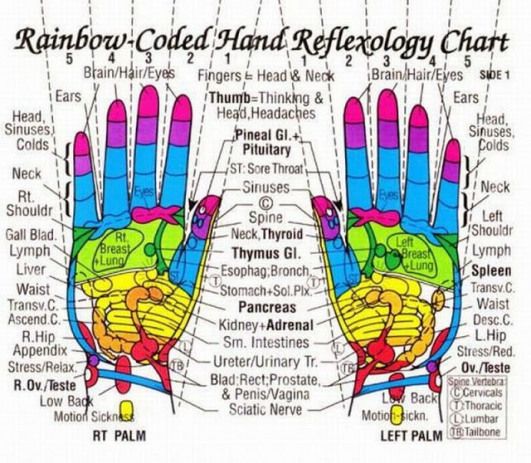 Rainbow-Coded Hand Reflexology Chart
5 4 3 2 1 1 2 3 4 5
Brain/Hair/Eyes
Fingers = Head & Neck
Brain/Hair/Eyes
SIDE 1
Ears
Thumb=Thinking &
Head,Headaches
Ears
Head,
Sinuses,
Colds
Pineal Gl.+
Pituitary
Head,
Sinuses,
Colds
ST: Sore Throat
Neck
Eyes
Sinuses
Eyes
Neck
Rt.
Shouldr
C
Spine
Left
Shouldr
Gall Blad.
Rt.
Breast
+Lung
Neck,Thyroid
Left
Breast
+Lung
Lymph
Thymus Gl.
Lymph
Liver
ST
Esophag;Bronch.
Spleen
Waist
T
Stomach+Sol.Plx.
T
Transv.C.
Transv.C.
Pancreas
Waist
Ascend.C.
Kidney+Adrenal
Desc.C.
R.Hip
L
Sm. Intestines
L
L.Hip
Appendix
Stress/Relax.
TB
Ureter/Urinary Tr.
TB
Stress/Red.
R.Ov./Teste
Blad;Rect;Prostate,
& Penis/Vagina
Ov./Teste
Low Back
Sciatic Nerve
Low Back
Motion Sickness
Motion-sickn.
Spine Vertebra:
C Cervicals
T Thoracic
L Lumbar
TB Tailbone
RT PALM
LEFT PALM